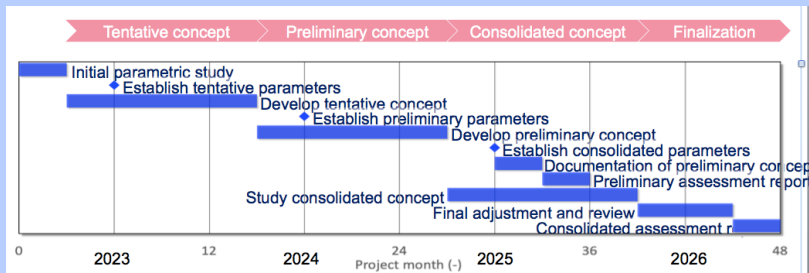 Tentative concept
Preliminary concept
Consolidated concept
Finalization
Initial parametric study
Establish tentative parameters
Develop tentative concept
Establish preliminary parameters
Develop preliminary concept
Establish consolidated parameters
Documentation of preliminary concep
Preliminary assessment report
Study consolidated concept
Final adjustment and review
Consolidated assessment r
0 12 24 36 48
2023 2024 2025 2026
Project month (-)